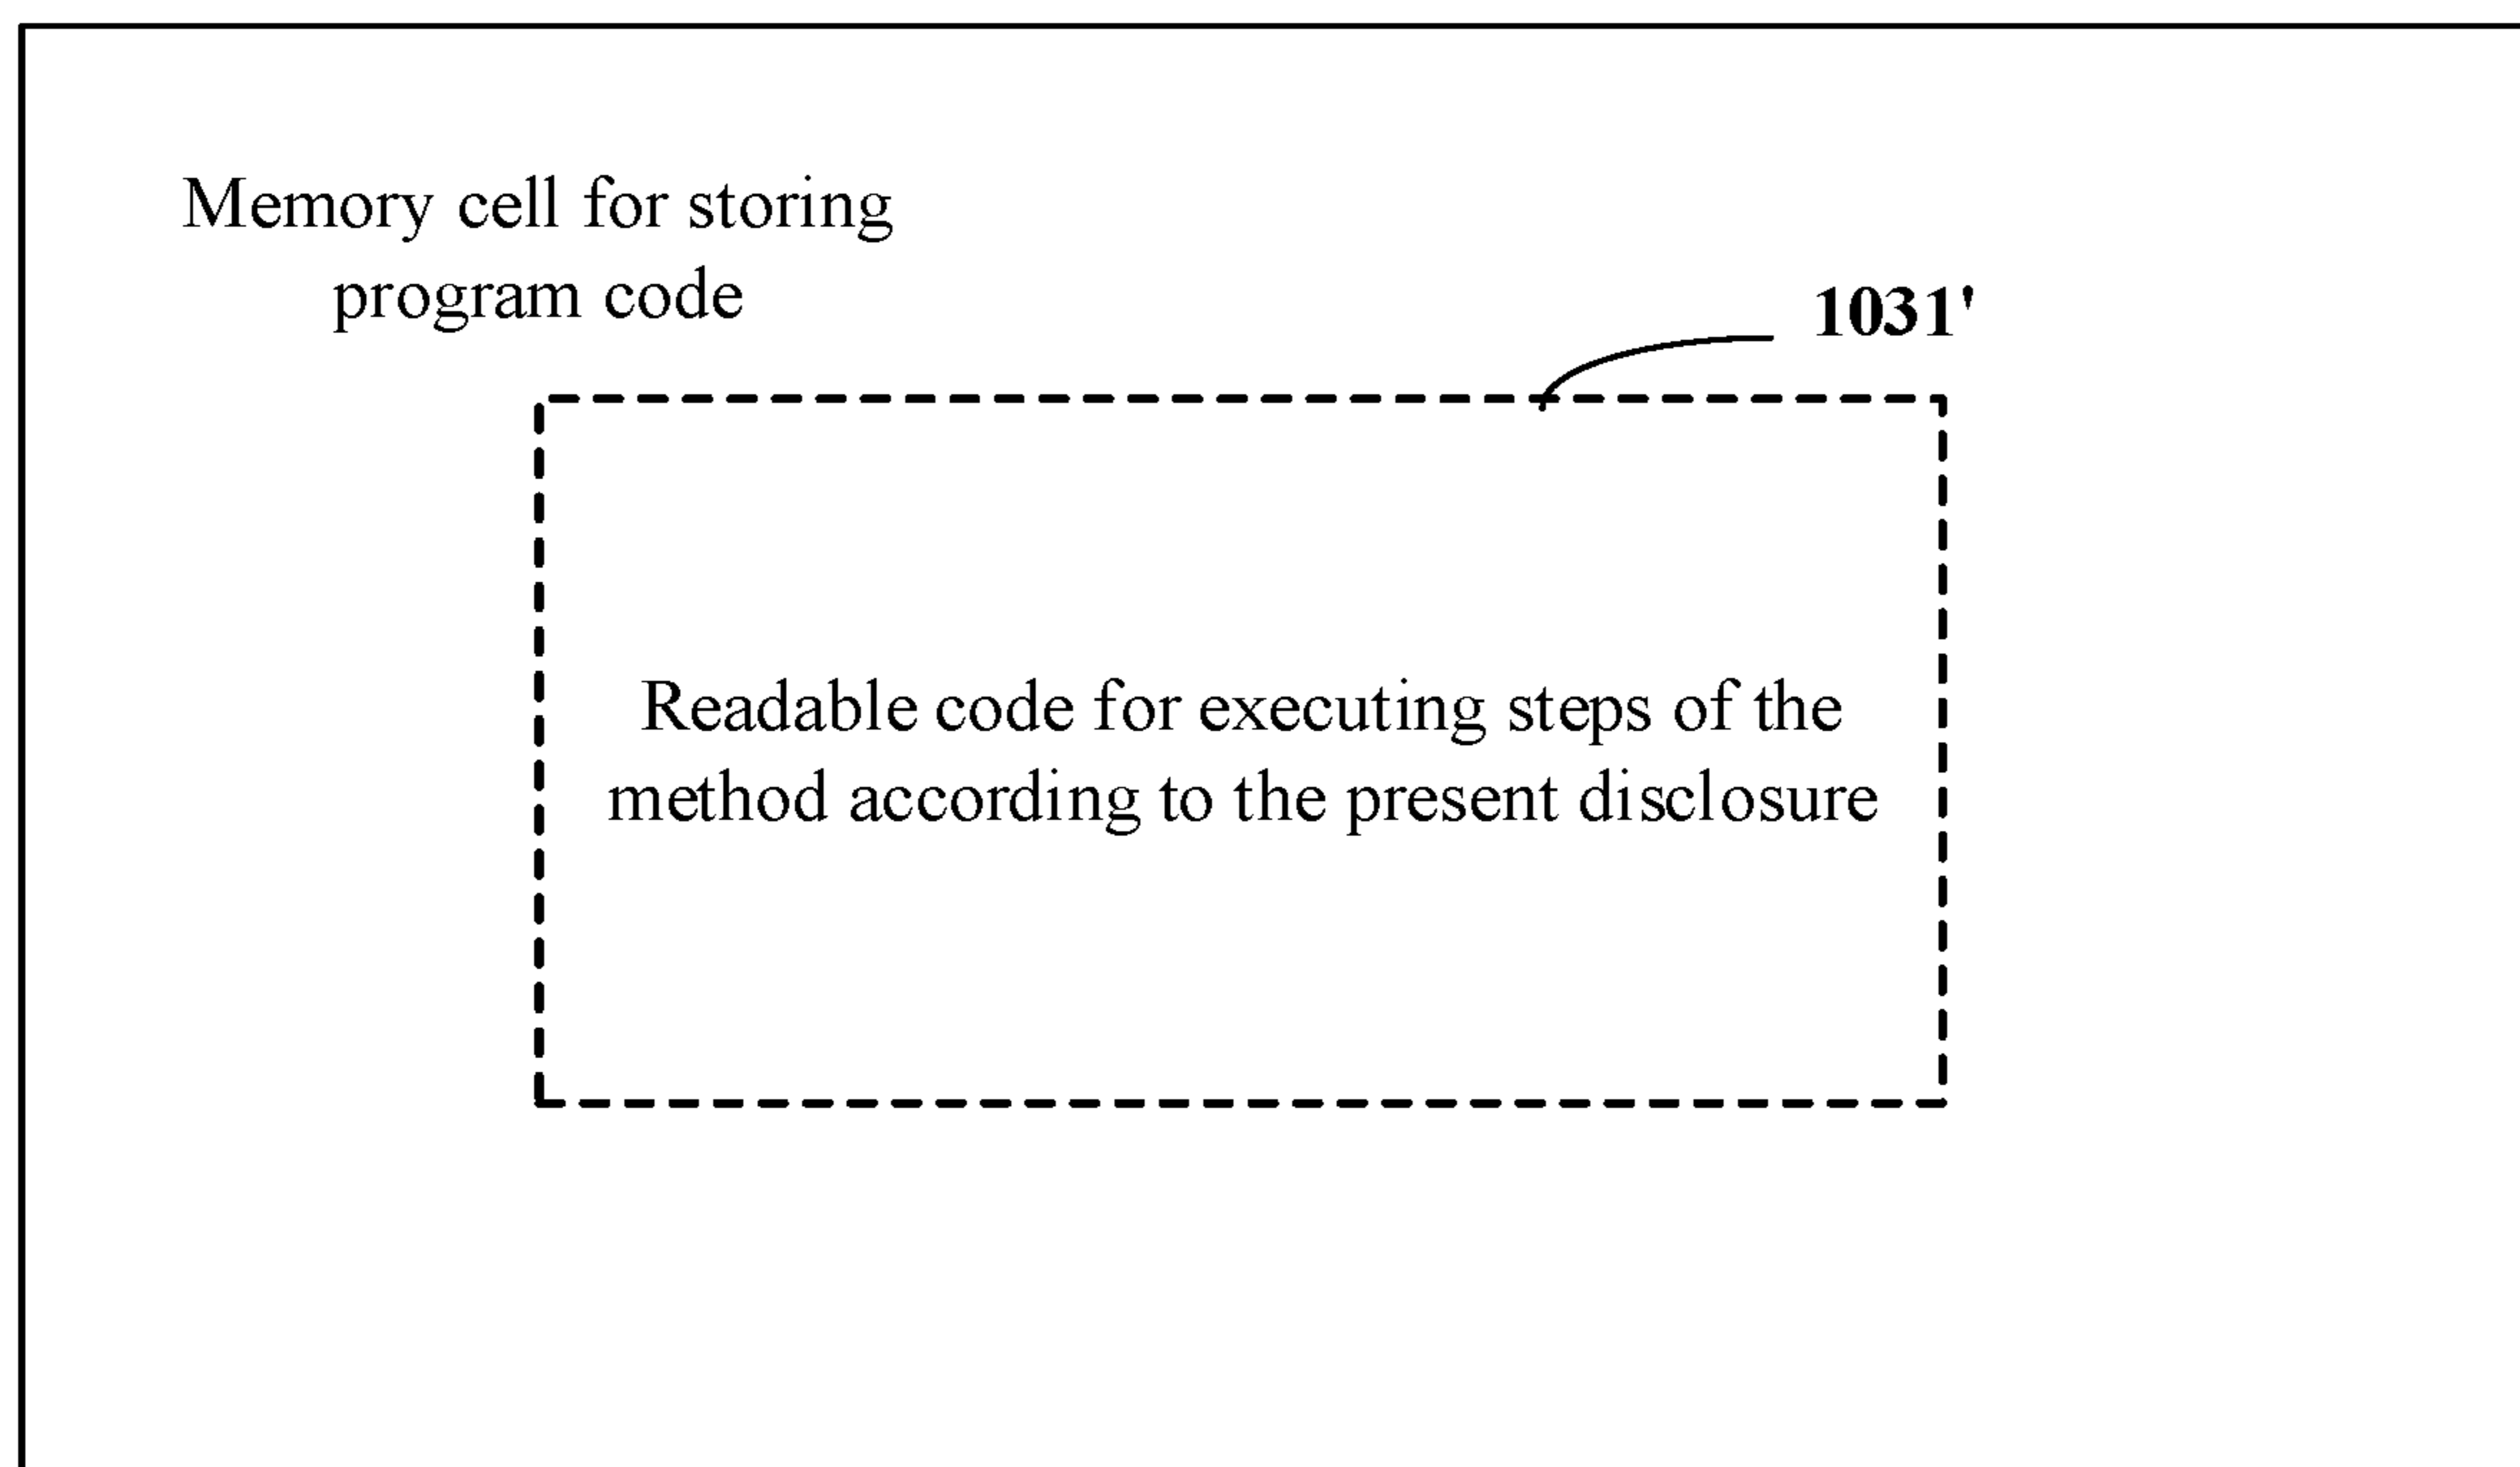 Memory cell for storing
program code
1031'
Readable code for executing steps of the
method according to the present disclosure